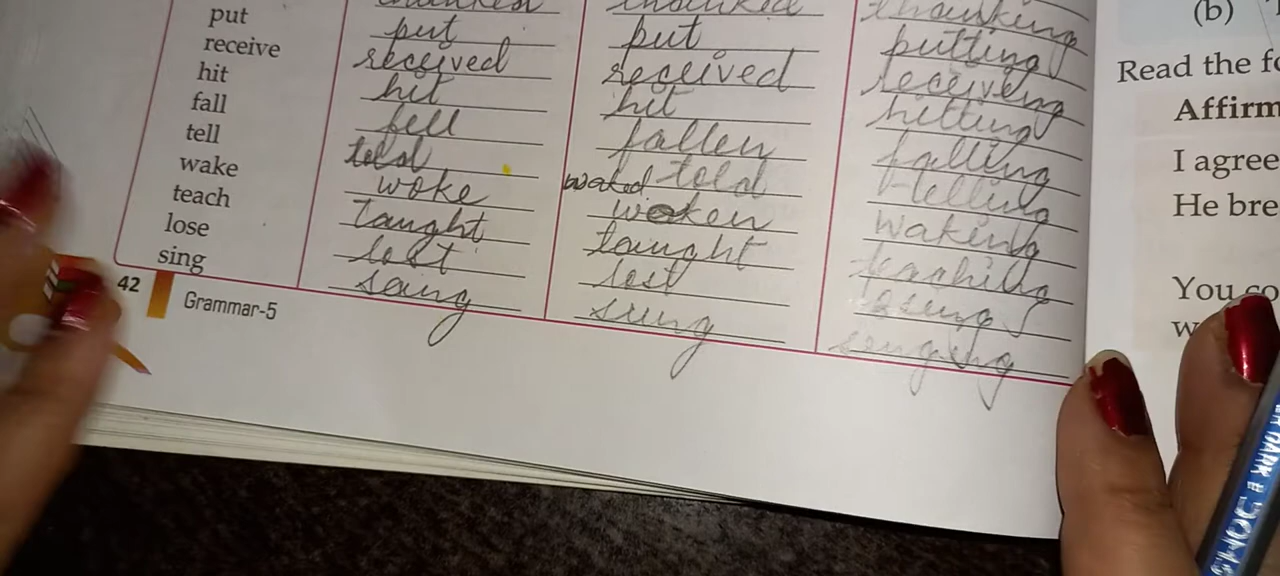 put put put putting
receive received received receiving
hit hit hit hitting
fall fell fallen falling
tell told told telling
wake woke waked woken waking
teach taught taught teaching
lose lost lost
sing sang sung singing
42 Grammar-5
(b)
Read the
Affirm
I agree
He bre
You